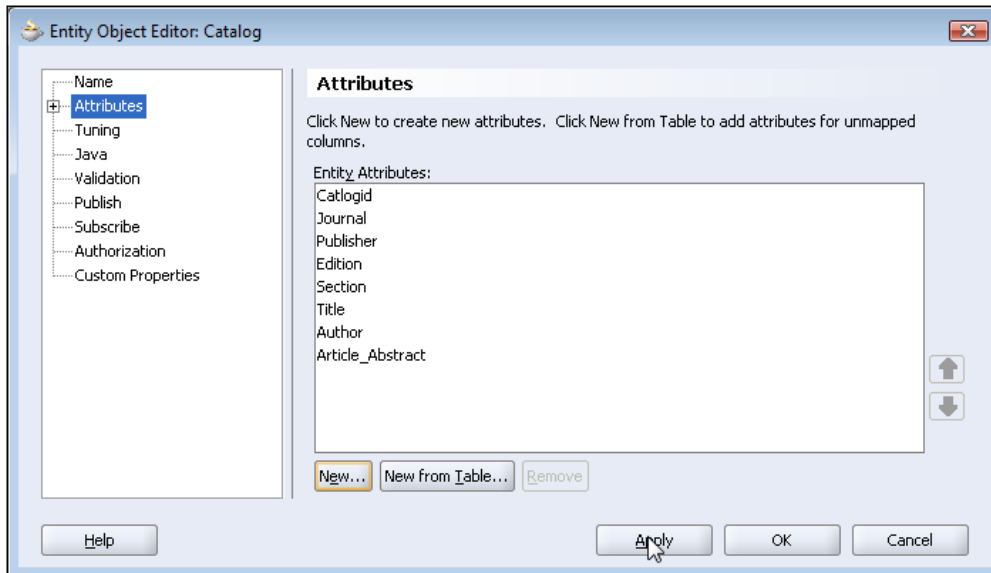 Entity Object Editor: Catalog
Name
Attributes
Tuning
Java
Validation
Publish
Subscribe
Authorization
Custom Properties
Attributes
Click New to create new attributes. Click New from Table to add attributes for unmapped
columns.
Entity Attributes:
Catlogid
Journal
Publisher
Edition
Section
Title
Author
Article_Abstract
New...
New from Table...
Remove
Help
Apply
OK
Cancel